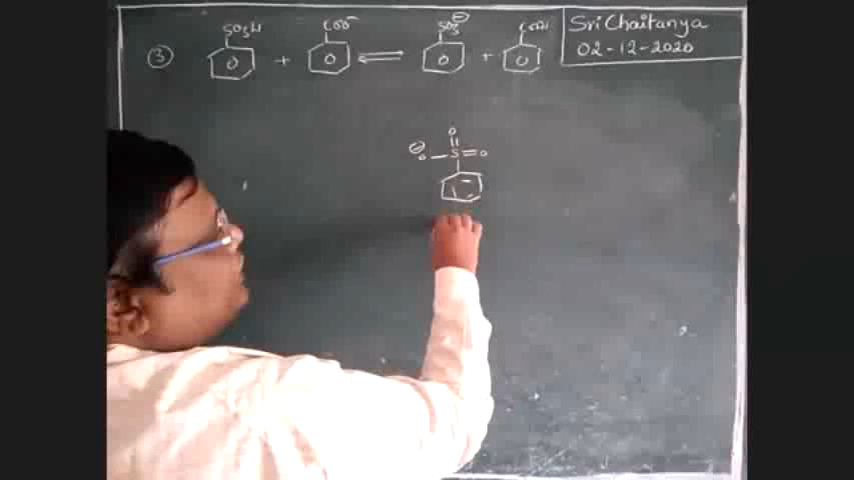 Sri Chaitanya
02-12-2020
SO₃H COO⁻ SO₃⊖ COOH
③ + ⇌ +
O
⊖ O — S = O